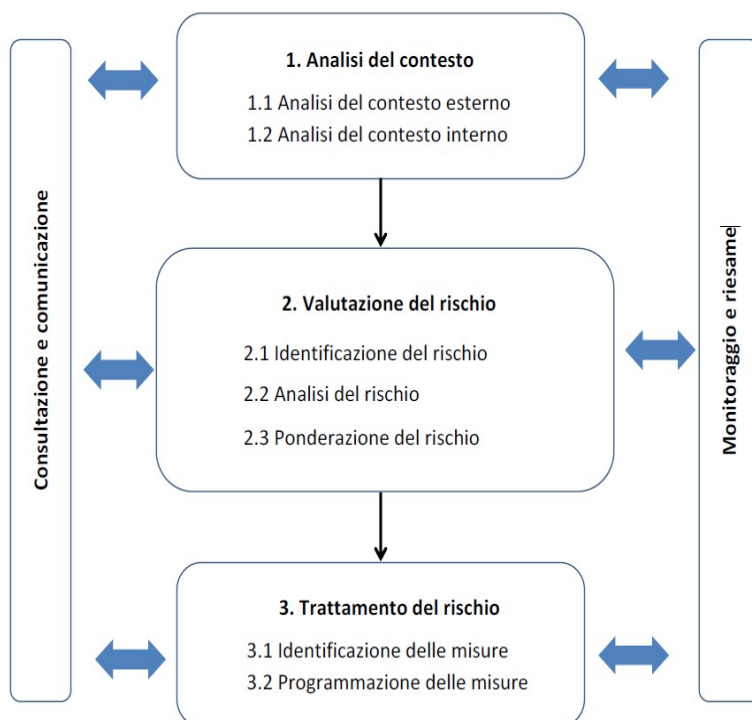 Consultazione e comunicazione
1. Analisi del contesto
1.1 Analisi del contesto esterno
1.2 Analisi del contesto interno
2. Valutazione del rischio
2.1 Identificazione del rischio
2.2 Analisi del rischio
2.3 Ponderazione del rischio
3. Trattamento del rischio
3.1 Identificazione delle misure
3.2 Programmazione delle misure
Monitoraggio e riesame